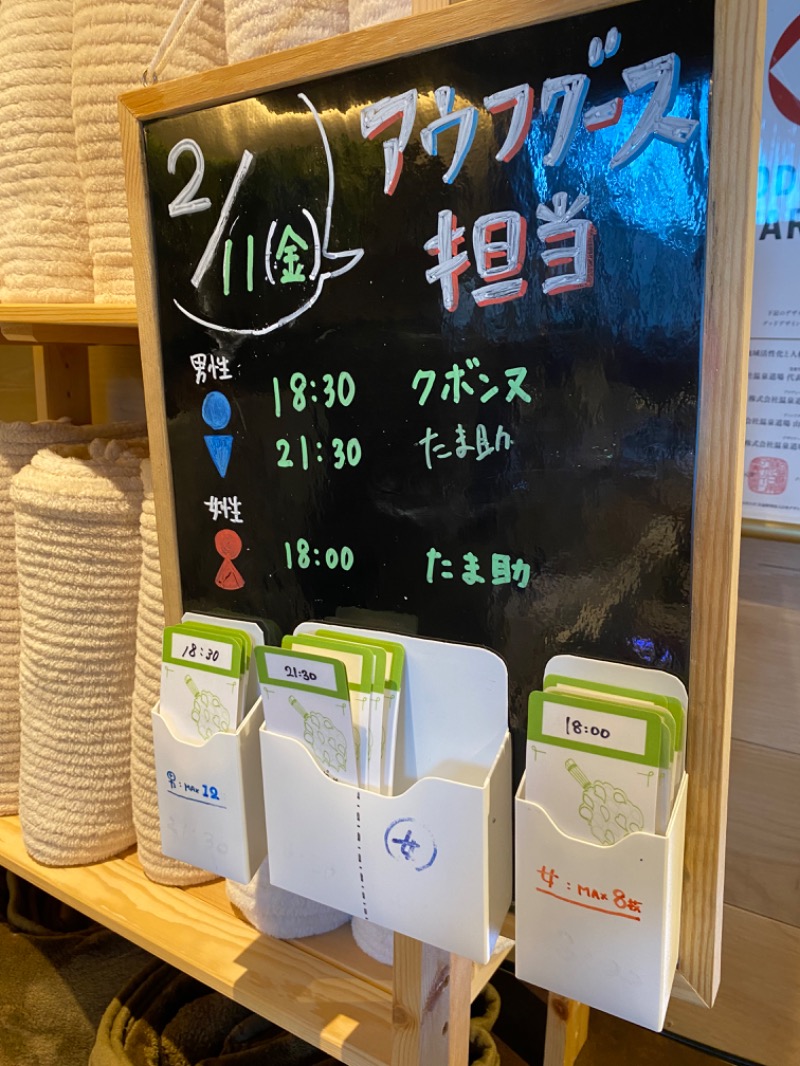 2/11(金)
アウフグース
担当
男性
18:30 クボンヌ
21:30 たま助
女性
18:00 たま助
18:30
21:30
18:00
男:MAX 12
女
女:MAX 8枚